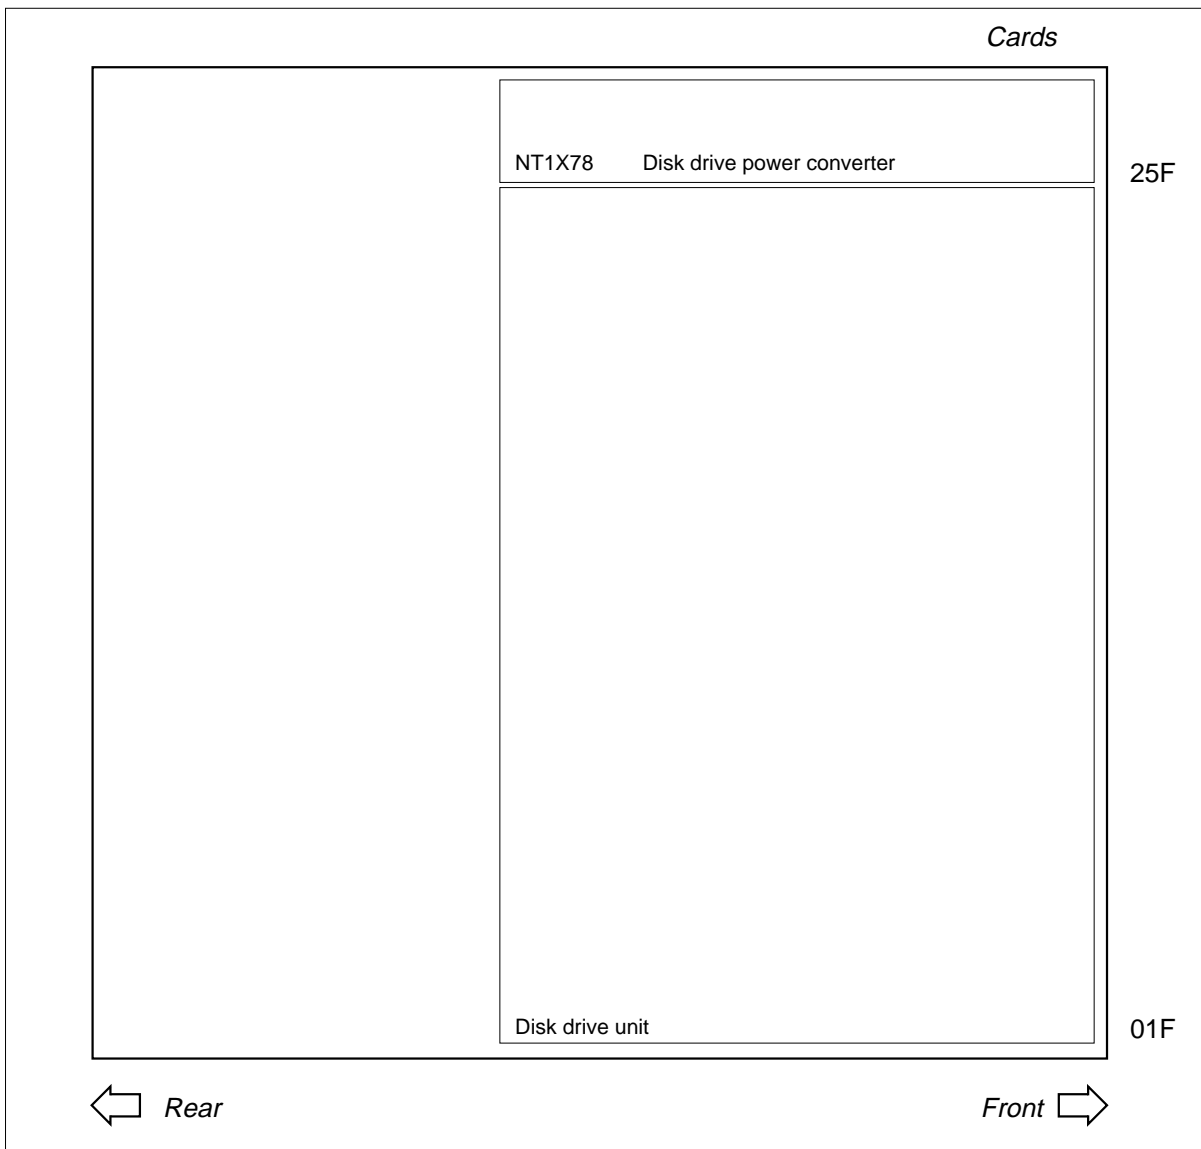 Cards
NT1X78 Disk drive power converter
25F
Disk drive unit
01F
Rear
Front